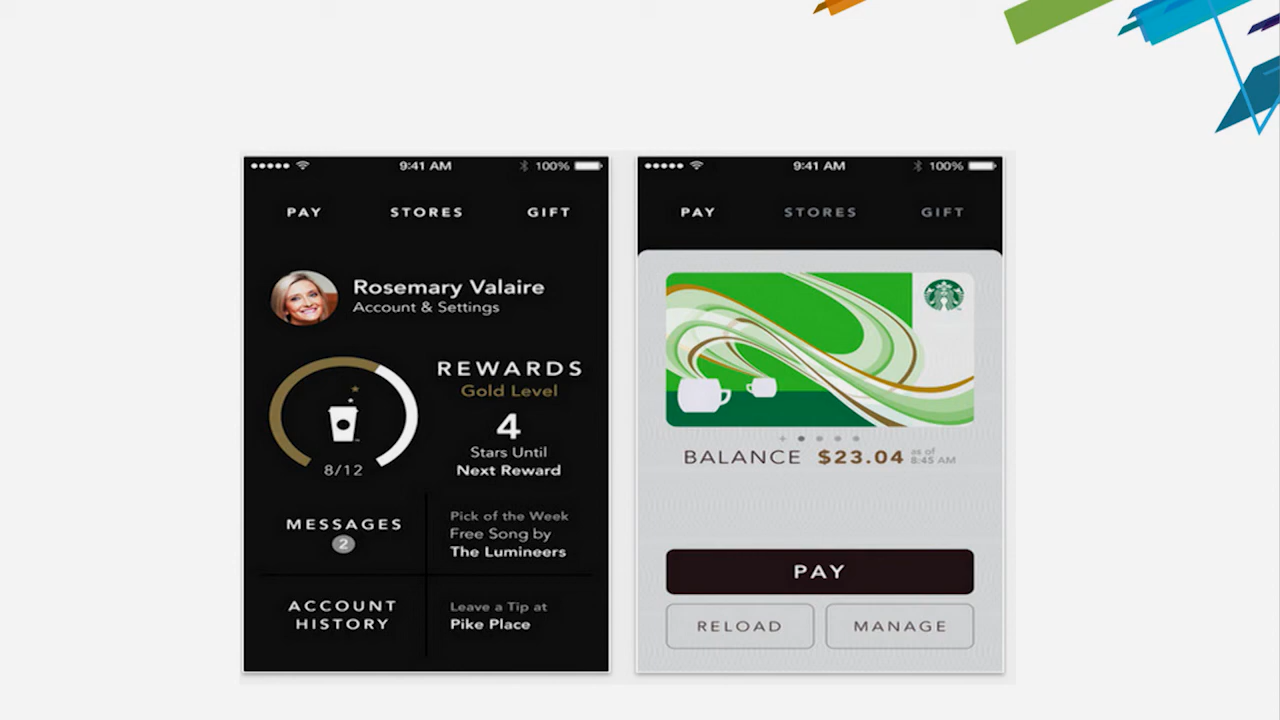 9:41 AM
100%
PAY
STORES
GIFT
Rosemary Valaire
Account & Settings
REWARDS
Gold Level
4
Stars Until
Next Reward
8/12
MESSAGES
2
Pick of the Week
Free Song by
The Lumineers
ACCOUNT
HISTORY
Leave a Tip at
Pike Place
9:41 AM
100%
PAY
STORES
GIFT
BALANCE $23.04 as of
8:45 AM
PAY
RELOAD
MANAGE